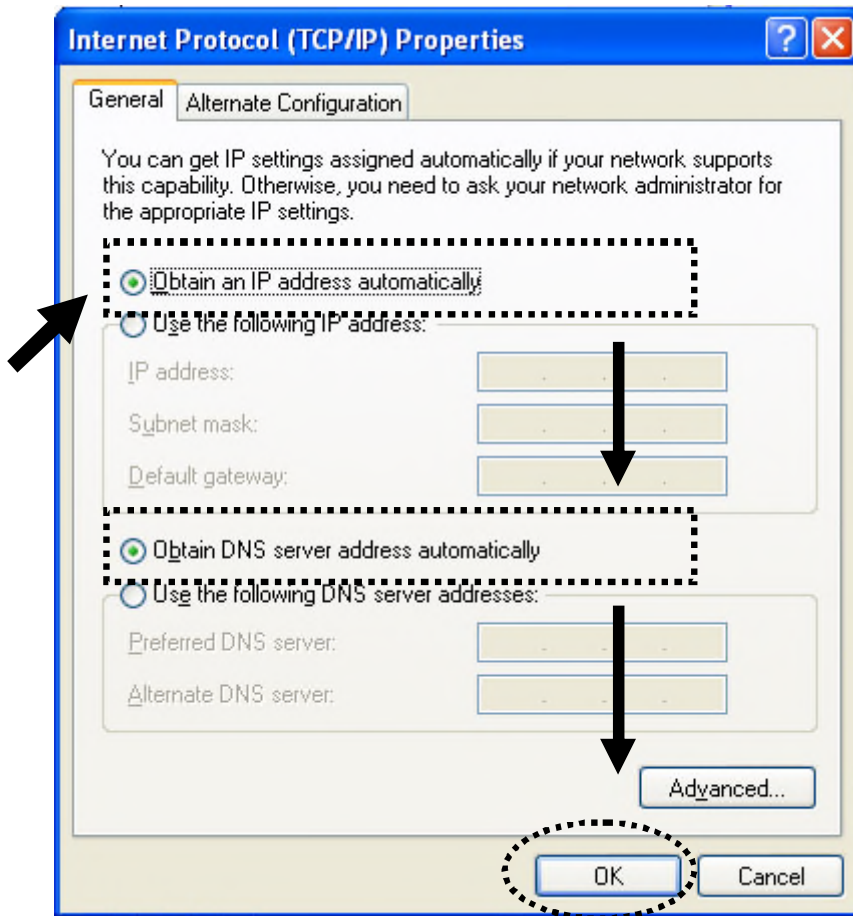 Internet Protocol (TCP/IP) Properties
?
General
Alternate Configuration
You can get IP settings assigned automatically if your network supports
this capability. Otherwise, you need to ask your network administrator for
the appropriate IP settings.
Obtain an IP address automatically
Use the following IP address:
IP address:
Subnet mask:
Default gateway:
Obtain DNS server address automatically
Use the following DNS server addresses:
Preferred DNS server:
Alternate DNS server:
Advanced...
OK
Cancel